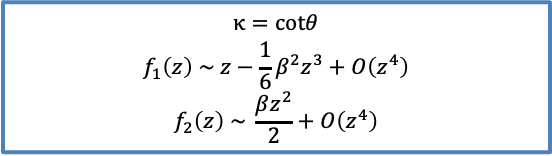 κ = cotθ
f₁(z) ~ z − 1/6 β²z³ + O(z⁴)
f₂(z) ~ βz²/2 + O(z⁴)